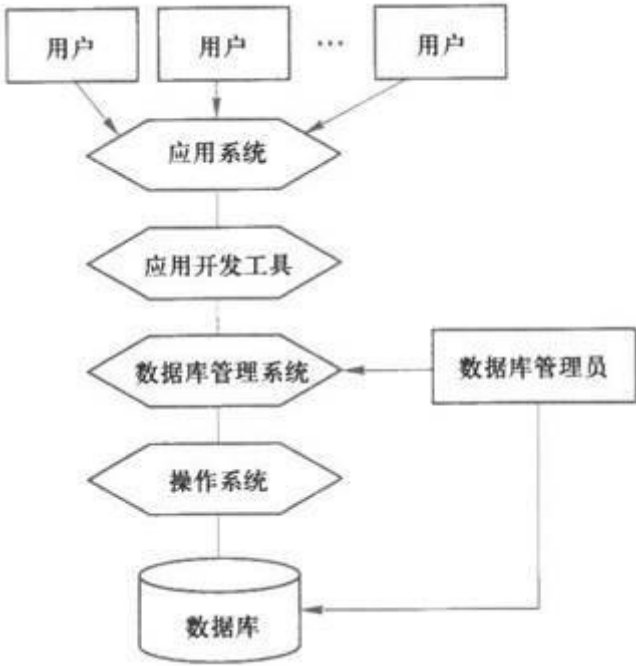 用户
用户
…
用户
应用系统
应用开发工具
数据库管理系统
数据库管理员
操作系统
数据库